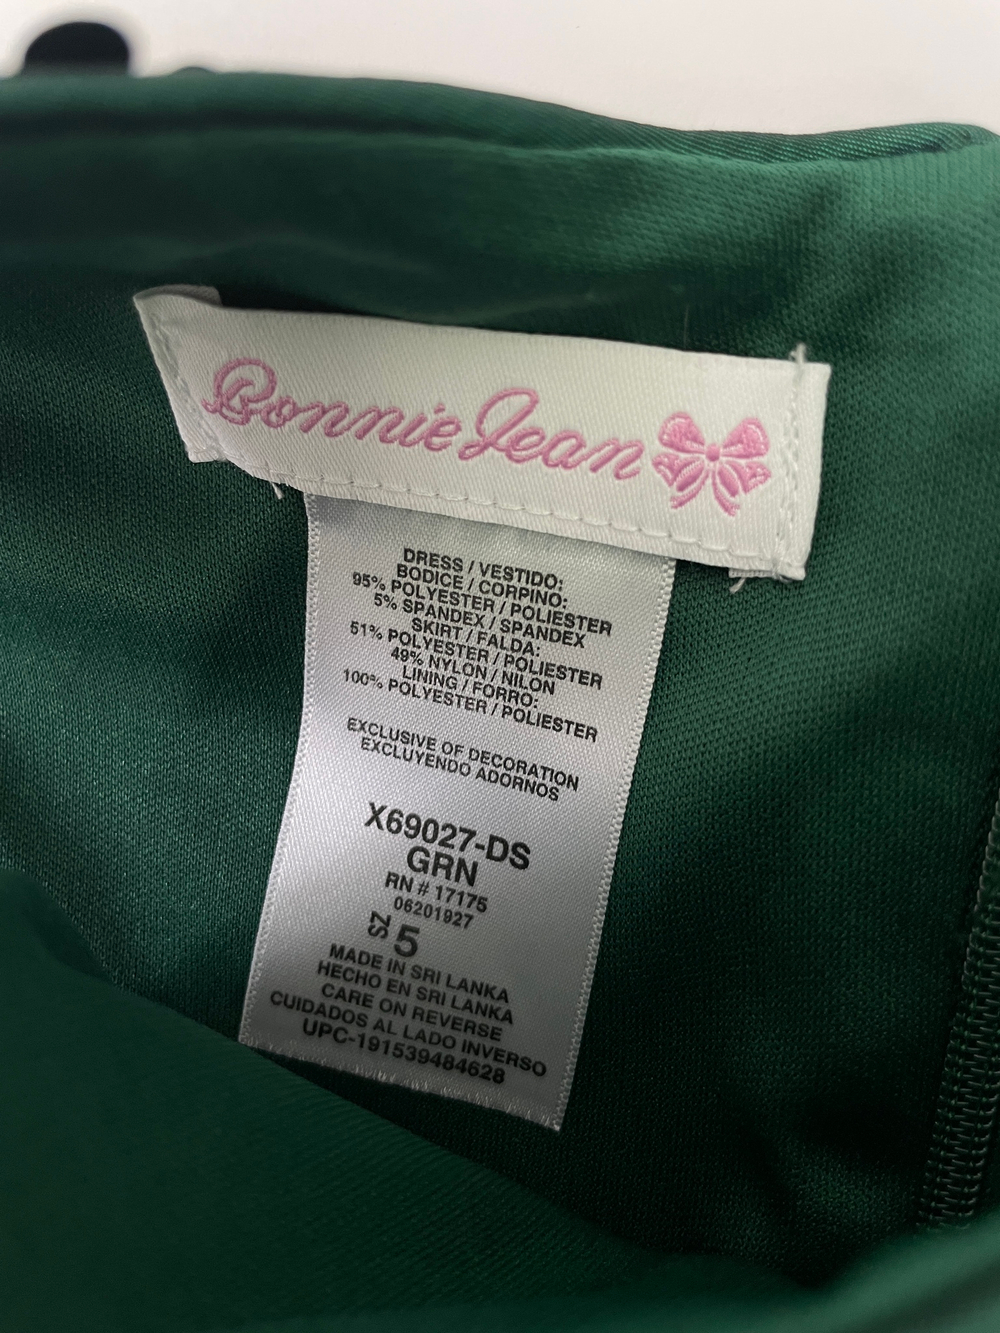 Bonnie Jean
DRESS / VESTIDO:
BODICE / CORPINO:
95% POLYESTER / POLIESTER
5% SPANDEX / SPANDEX
SKIRT / FALDA:
51% POLYESTER / POLIESTER
49% NYLON / NILON
LINING / FORRO:
100% POLYESTER / POLIESTER
EXCLUSIVE OF DECORATION
EXCLUYENDO ADORNOS
X69027-DS
GRN
RN # 17175
06201927
SZ 5
MADE IN SRI LANKA
HECHO EN SRI LANKA
CARE ON REVERSE
CUIDADOS AL LADO INVERSO
UPC-191539484628